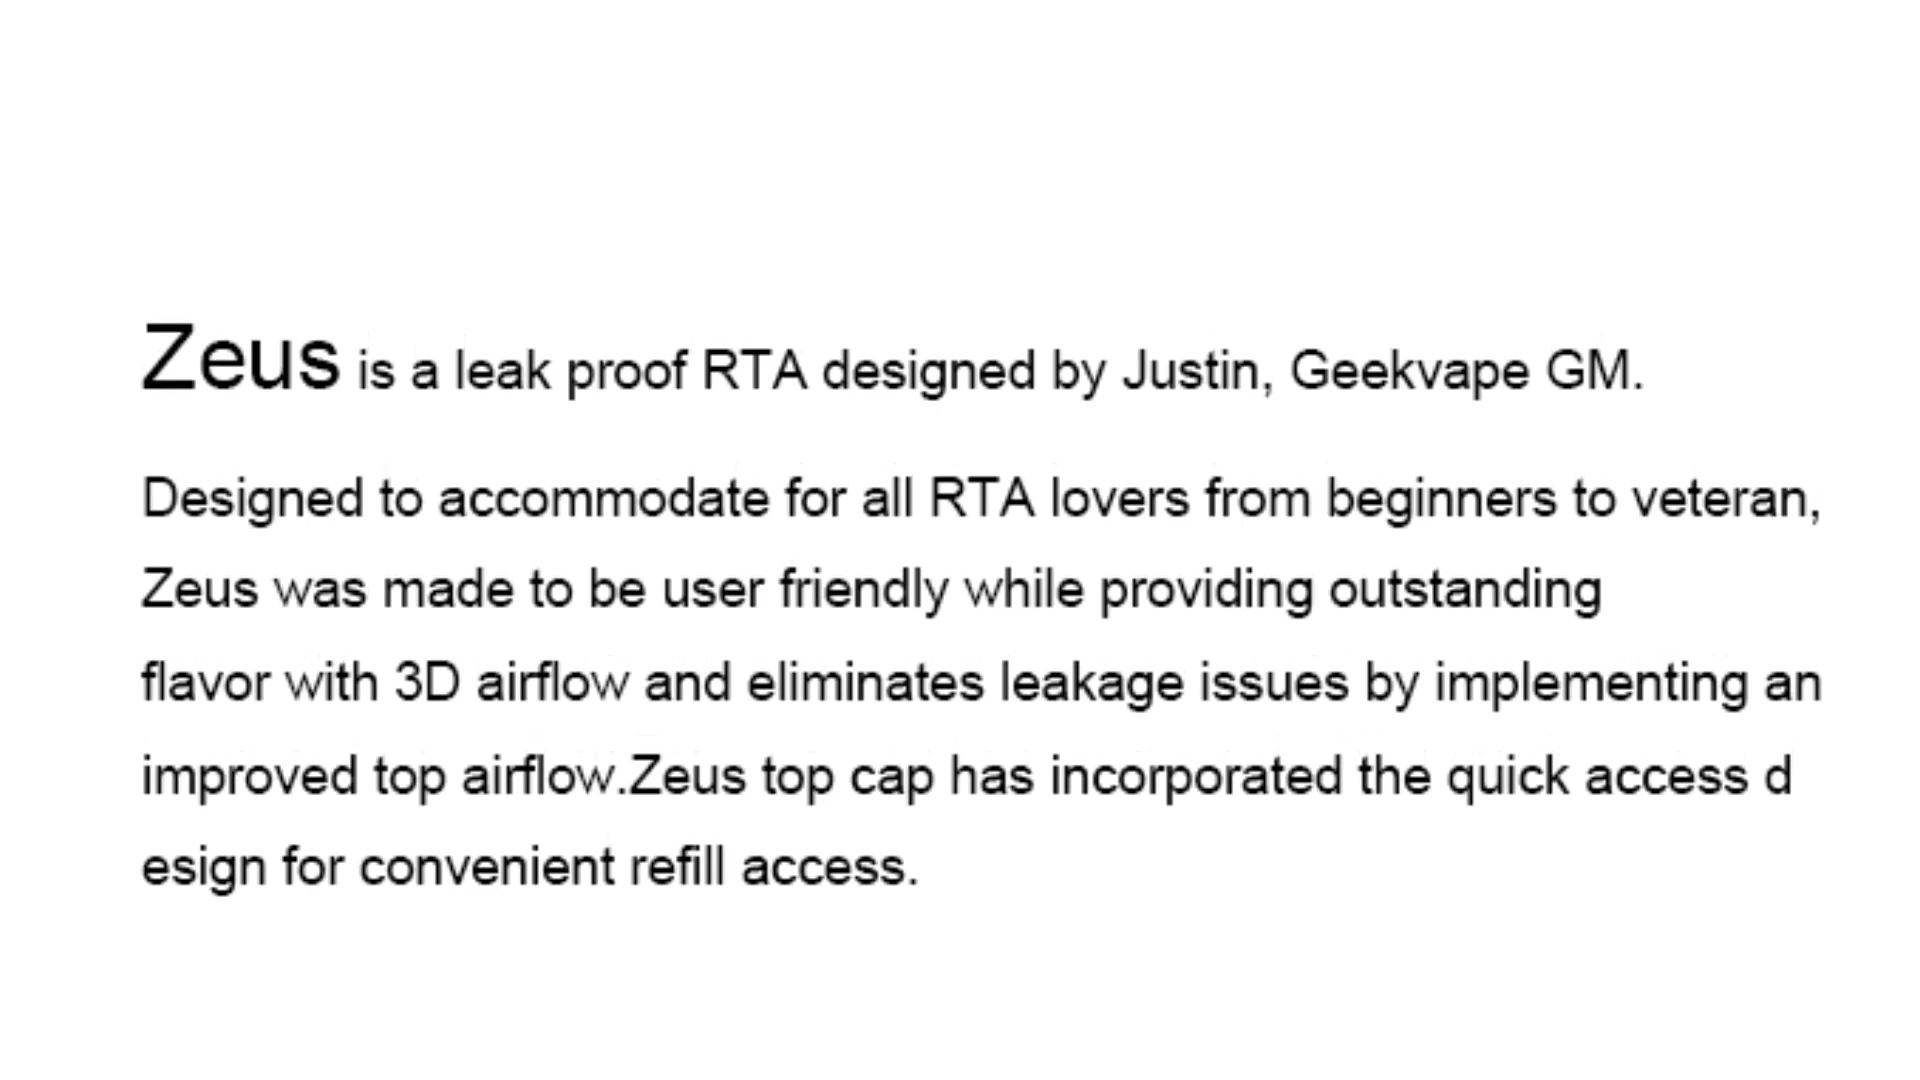 Zeus is a leak proof RTA designed by Justin, Geekvape GM.
Designed to accommodate for all RTA lovers from beginners to veteran,
Zeus was made to be user friendly while providing outstanding
flavor with 3D airflow and eliminates leakage issues by implementing an
improved top airflow.Zeus top cap has incorporated the quick access d
esign for convenient refill access.